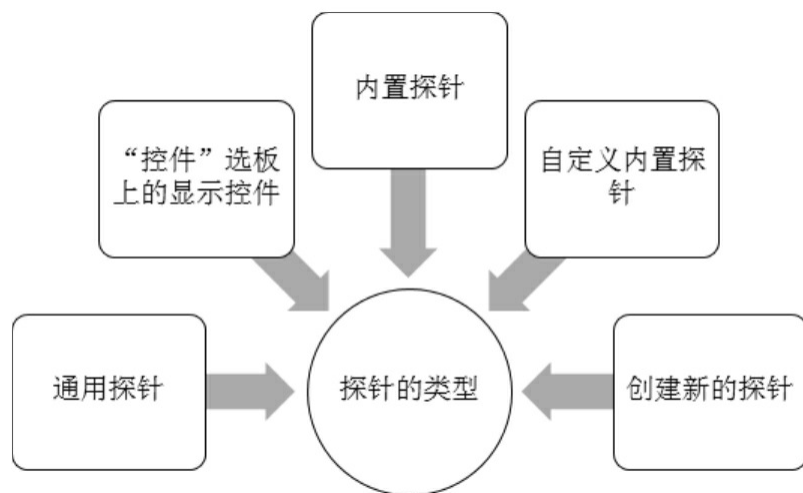 内置探针
“控件”选板
上的显示控件
自定义内置探
针
通用探针
探针的类型
创建新的探针